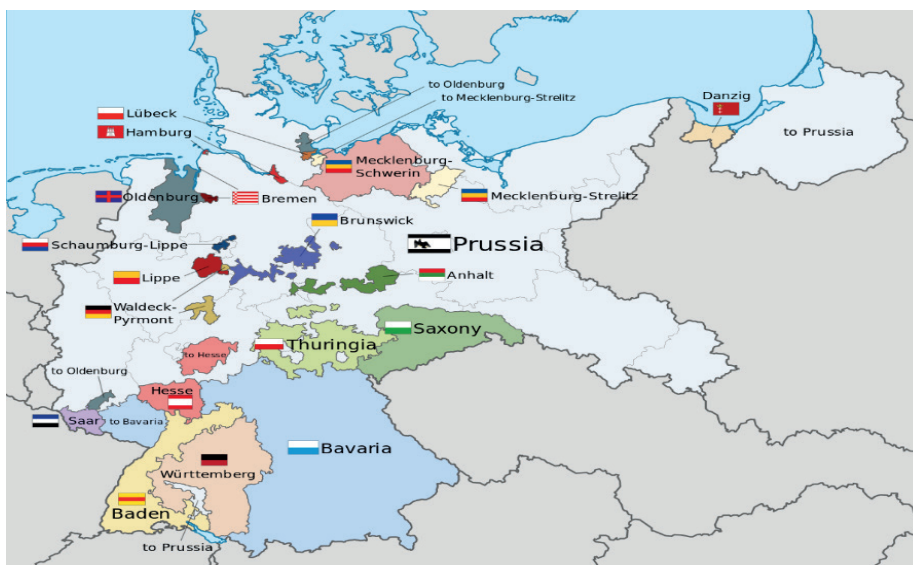 to Oldenburg
to Mecklenburg-Strelitz
Lübeck
Hamburg
Danzig
to Prussia
Mecklenburg-
Schwerin
Oldenburg
Bremen
Mecklenburg-Strelitz
Brunswick
Schaumburg-Lippe
Prussia
Lippe
Anhalt
Waldeck-
Pyrmont
Saxony
Thuringia
to Hesse
to Oldenburg
Hesse
Saar
to Bavaria
Bavaria
Württemberg
Baden
to Prussia